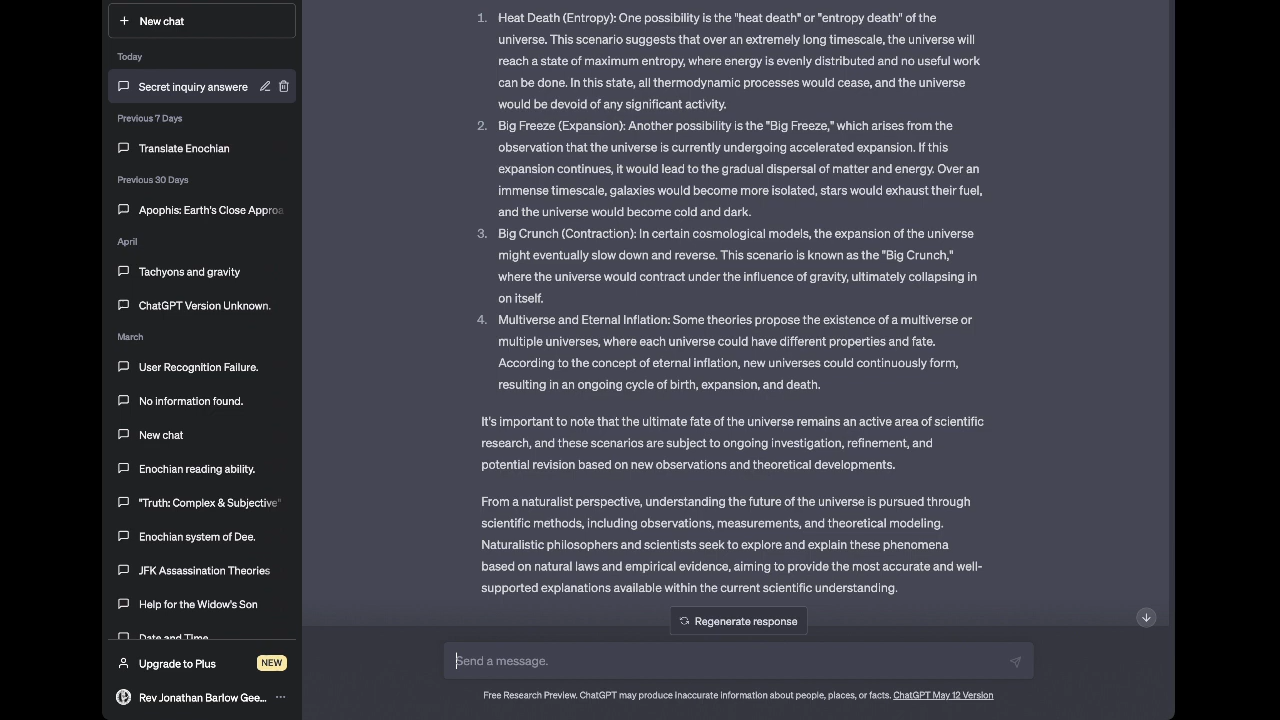 New chat
Today
Secret inquiry answere
Previous 7 Days
Translate Enochian
Previous 30 Days
Apophis: Earth's Close Approa
April
Tachyons and gravity
ChatGPT Version Unknown.
March
User Recognition Failure.
No information found.
New chat
Enochian reading ability.
"Truth: Complex & Subjective"
Enochian system of Dee.
JFK Assassination Theories
Help for the Widow's Son
Date and Time
Upgrade to Plus NEW
Rev Jonathan Barlow Gee...
1. Heat Death (Entropy): One possibility is the "heat death" or "entropy death" of the
universe. This scenario suggests that over an extremely long timescale, the universe will
reach a state of maximum entropy, where energy is evenly distributed and no useful work
can be done. In this state, all thermodynamic processes would cease, and the universe
would be devoid of any significant activity.
2. Big Freeze (Expansion): Another possibility is the "Big Freeze," which arises from the
observation that the universe is currently undergoing accelerated expansion. If this
expansion continues, it would lead to the gradual dispersal of matter and energy. Over an
immense timescale, galaxies would become more isolated, stars would exhaust their fuel,
and the universe would become cold and dark.
3. Big Crunch (Contraction): In certain cosmological models, the expansion of the universe
might eventually slow down and reverse. This scenario is known as the "Big Crunch,"
where the universe would contract under the influence of gravity, ultimately collapsing in
on itself.
4. Multiverse and Eternal Inflation: Some theories propose the existence of a multiverse or
multiple universes, where each universe could have different properties and fate.
According to the concept of eternal inflation, new universes could continuously form,
resulting in an ongoing cycle of birth, expansion, and death.
It's important to note that the ultimate fate of the universe remains an active area of scientific
research, and these scenarios are subject to ongoing investigation, refinement, and
potential revision based on new observations and theoretical developments.
From a naturalist perspective, understanding the future of the universe is pursued through
scientific methods, including observations, measurements, and theoretical modeling.
Naturalistic philosophers and scientists seek to explore and explain these phenomena
based on natural laws and empirical evidence, aiming to provide the most accurate and well-
supported explanations available within the current scientific understanding.
Regenerate response
Send a message.
Free Research Preview. ChatGPT may produce inaccurate information about people, places, or facts. ChatGPT May 12 Version